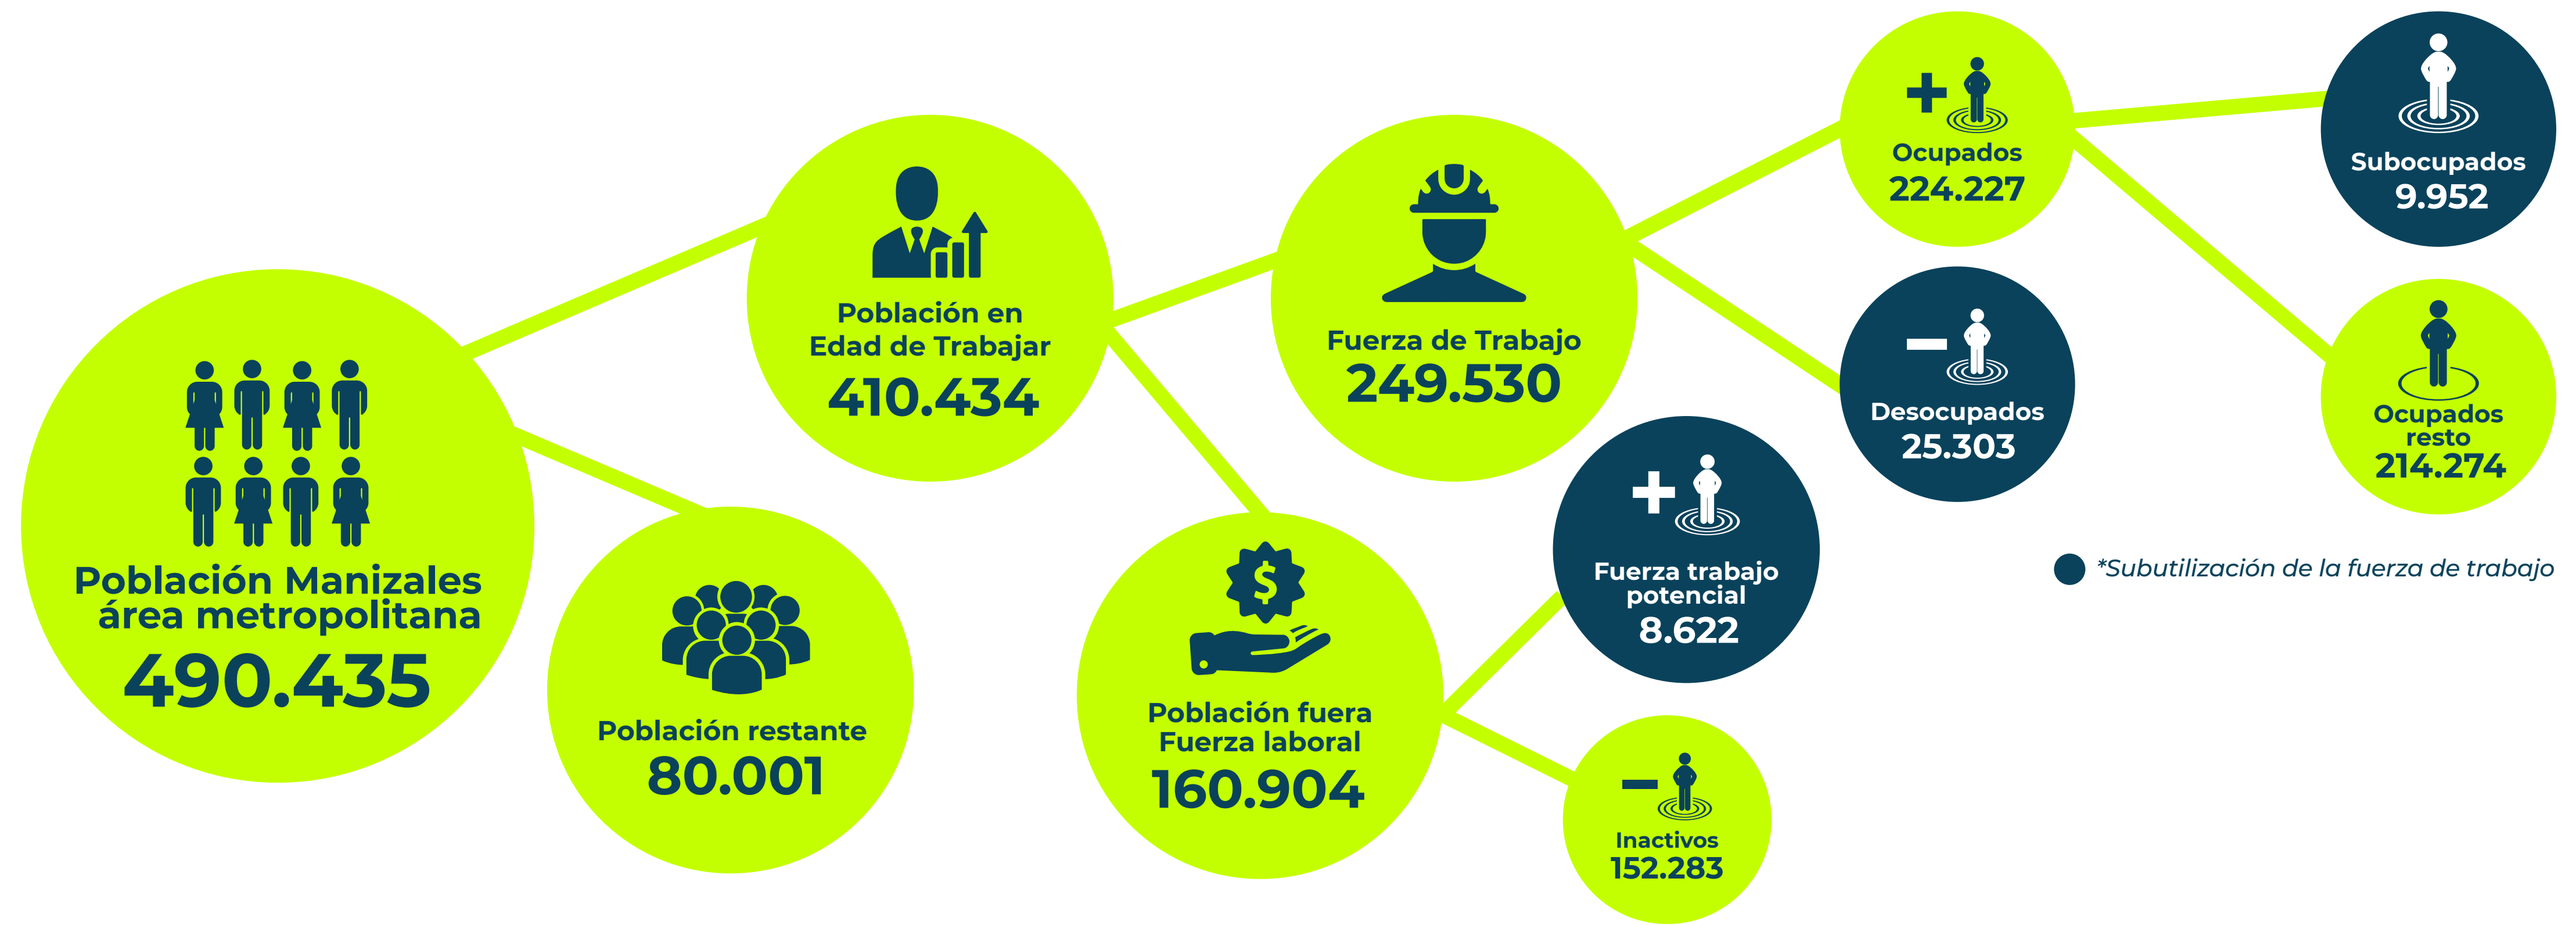 Población Manizales
área metropolitana
490.435
Población en
Edad de Trabajar
410.434
Población restante
80.001
Fuerza de Trabajo
249.530
Población fuera
Fuerza laboral
160.904
+
Ocupados
224.227
−
Desocupados
25.303
+
Fuerza trabajo
potencial
8.622
−
Inactivos
152.283
Subocupados
9.952
Ocupados
resto
214.274
*Subutilización de la fuerza de trabajo
$